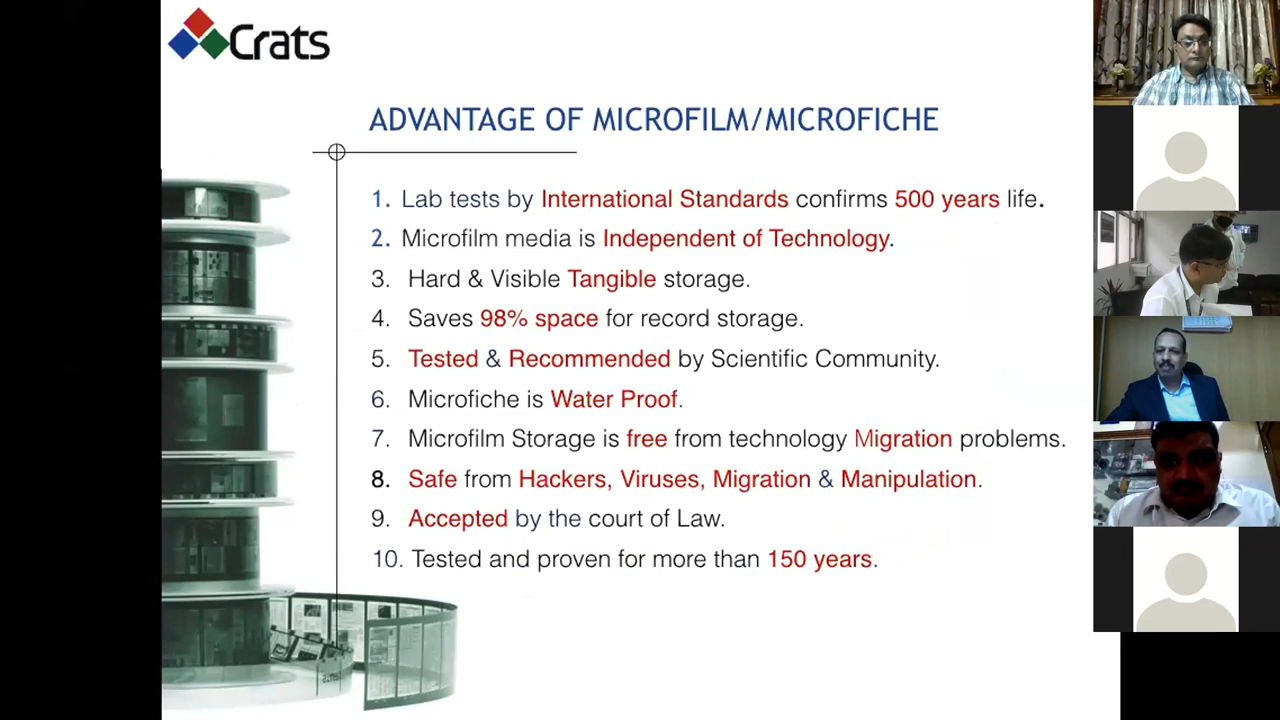 Crats
ADVANTAGE OF MICROFILM/MICROFICHE
1. Lab tests by International Standards confirms 500 years life.
2. Microfilm media is Independent of Technology.
3. Hard & Visible Tangible storage.
4. Saves 98% space for record storage.
5. Tested & Recommended by Scientific Community.
6. Microfiche is Water Proof.
7. Microfilm Storage is free from technology Migration problems.
8. Safe from Hackers, Viruses, Migration & Manipulation.
9. Accepted by the court of Law.
10. Tested and proven for more than 150 years.